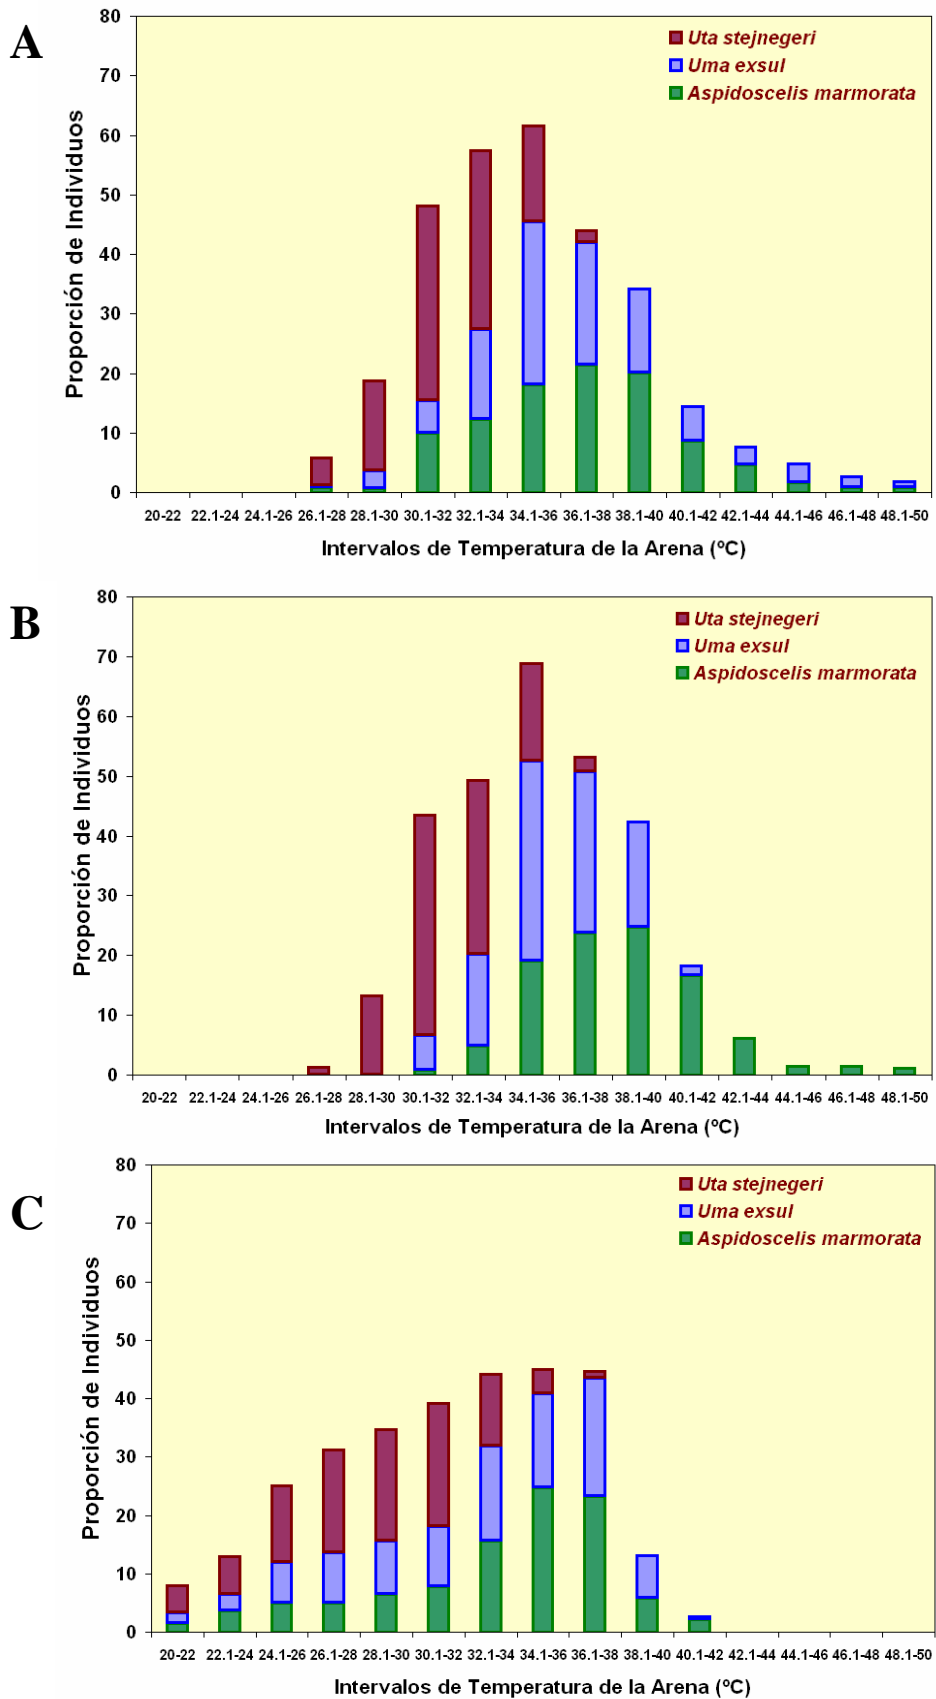 A
80
70
60
50
40
30
20
10
0
Proporción de Individuos
Uta stejnegeri
Uma exsul
Aspidoscelis marmorata
20-22 22.1-24 24.1-26 26.1-28 28.1-30 30.1-32 32.1-34 34.1-36 36.1-38 38.1-40 40.1-42 42.1-44 44.1-46 46.1-48 48.1-50
Intervalos de Temperatura de la Arena (ºC)
B
80
70
60
50
40
30
20
10
0
Proporción de Individuos
Uta stejnegeri
Uma exsul
Aspidoscelis marmorata
20-22 22.1-24 24.1-26 26.1-28 28.1-30 30.1-32 32.1-34 34.1-36 36.1-38 38.1-40 40.1-42 42.1-44 44.1-46 46.1-48 48.1-50
Intervalos de Temperatura de la Arena (ºC)
C
80
70
60
50
40
30
20
10
0
Proporción de Individuos
Uta stejnegeri
Uma exsul
Aspidoscelis marmorata
20-22 22.1-24 24.1-26 26.1-28 28.1-30 30.1-32 32.1-34 34.1-36 36.1-38 38.1-40 40.1-42 42.1-44 44.1-46 46.1-48 48.1-50
Intervalos de Temperatura de la Arena (ºC)